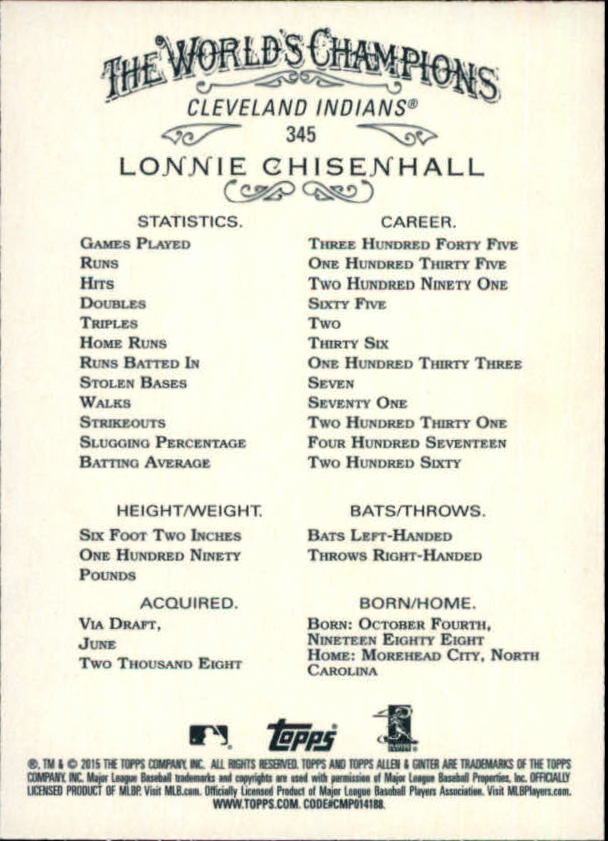 THE WORLD'S CHAMPIONS
CLEVELAND INDIANS®
345
LONNIE CHISENHALL
STATISTICS. CAREER.
GAMES PLAYED THREE HUNDRED FORTY FIVE
RUNS ONE HUNDRED THIRTY FIVE
HITS TWO HUNDRED NINETY ONE
DOUBLES SIXTY FIVE
TRIPLES TWO
HOME RUNS THIRTY SIX
RUNS BATTED IN ONE HUNDRED THIRTY THREE
STOLEN BASES SEVEN
WALKS SEVENTY ONE
STRIKEOUTS TWO HUNDRED THIRTY ONE
SLUGGING PERCENTAGE FOUR HUNDRED SEVENTEEN
BATTING AVERAGE TWO HUNDRED SIXTY
HEIGHT/WEIGHT.
SIX FOOT TWO INCHES
ONE HUNDRED NINETY
POUNDS
BATS/THROWS.
BATS LEFT-HANDED
THROWS RIGHT-HANDED
ACQUIRED.
VIA DRAFT,
JUNE
TWO THOUSAND EIGHT
BORN/HOME.
BORN: OCTOBER FOURTH,
NINETEEN EIGHTY EIGHT
HOME: MOREHEAD CITY, NORTH
CAROLINA
topps
®, TM & © 2015 THE TOPPS COMPANY, INC. ALL RIGHTS RESERVED. TOPPS AND TOPPS ALLEN & GINTER ARE TRADEMARKS OF THE TOPPS
COMPANY, INC. Major League Baseball trademarks and copyrights are used with permission of Major League Baseball Properties, Inc. OFFICIALLY
LICENSED PRODUCT OF MLBP. Visit MLB.com. Officially Licensed Product of Major League Baseball Players Association. Visit MLBPlayers.com.
WWW.TOPPS.COM. CODE#CMP014188.